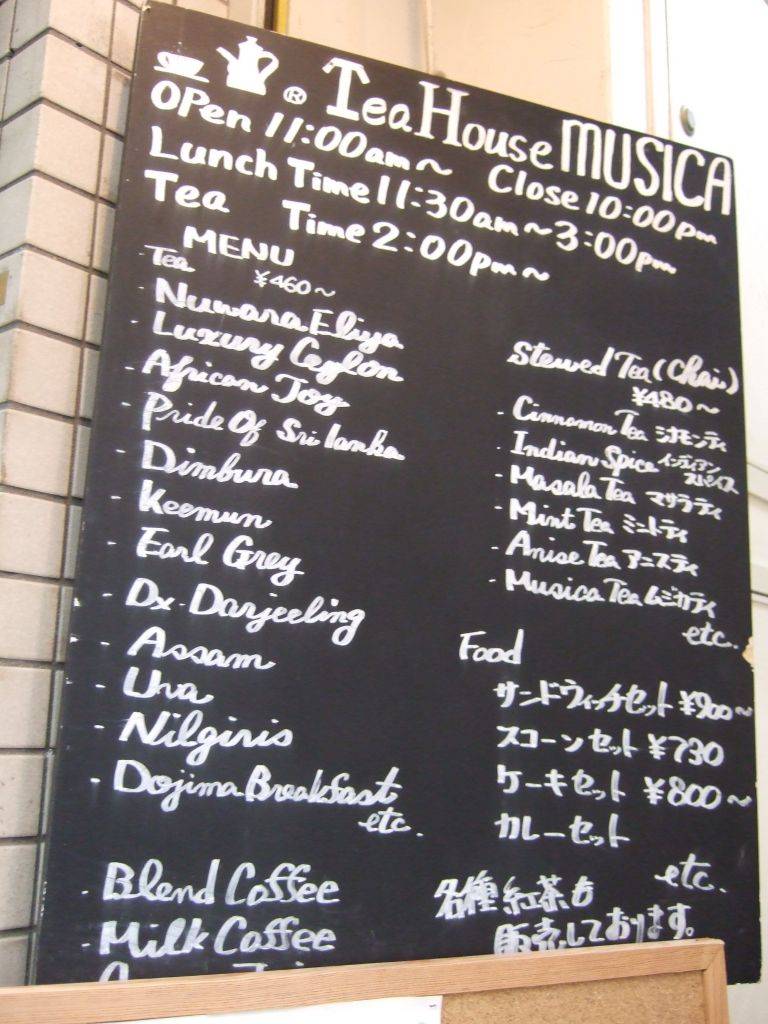 ® Tea House MUSICA
OPen 11:00am~ Close 10:00pm
Lunch Time 11:30am~3:00pm
Tea Time 2:00pm~
MENU
Tea ¥460~
- Nuwara Eliya
- Luxury Ceylon
- African Joy
- Pride Of Sri lanka
- Dimbura
- Keemun
- Earl Grey
- Dx. Darjeeling
- Assam
- Uva
- Nilgiris
- Dojima Breakfast
etc.
- Blend Coffee
- Milk Coffee
Stewed Tea (Chai)
¥480~
- Cinnamon Tea シナモンティ
- Indian Spice インディアンスパイス
- Masala Tea マサラティ
- Mint Tea ミントティ
- Anise Tea アニスティ
- Musica Tea ムジカティ
etc.
Food
サンドウィッチセット ¥900~
スコーンセット ¥730
ケーキセット ¥800~
カレーセット
etc.
各種紅茶も
販売しております。